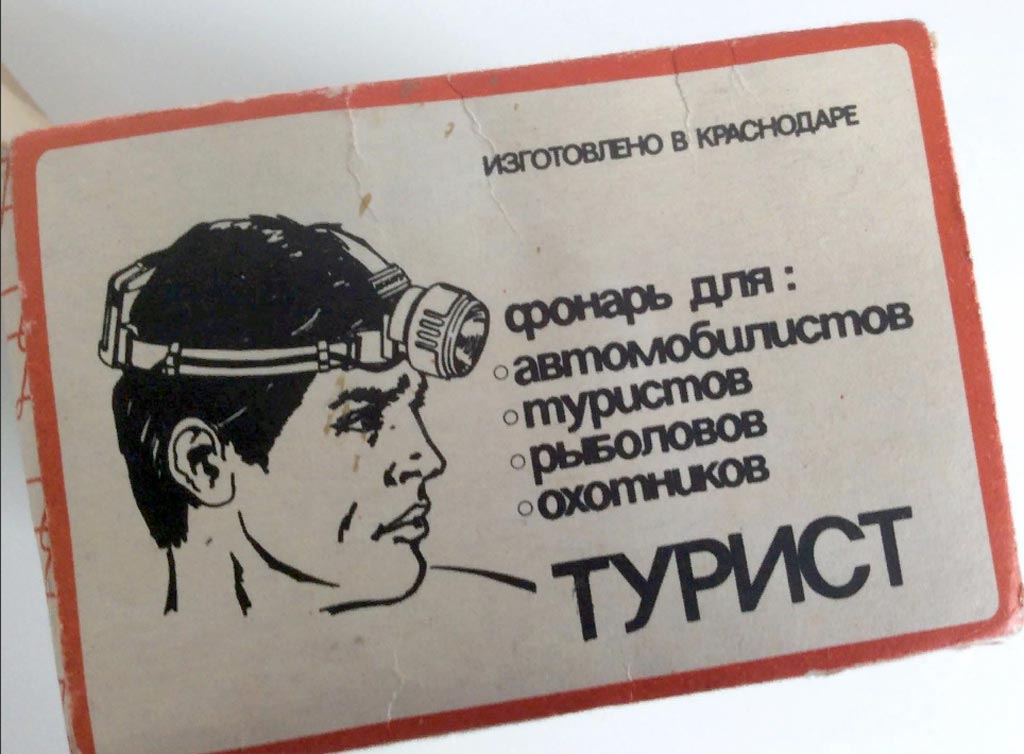 ИЗГОТОВЛЕНО В КРАСНОДАРЕ
фонарь для:
автомобилистов
туристов
рыболовов
охотников
ТУРИСТ